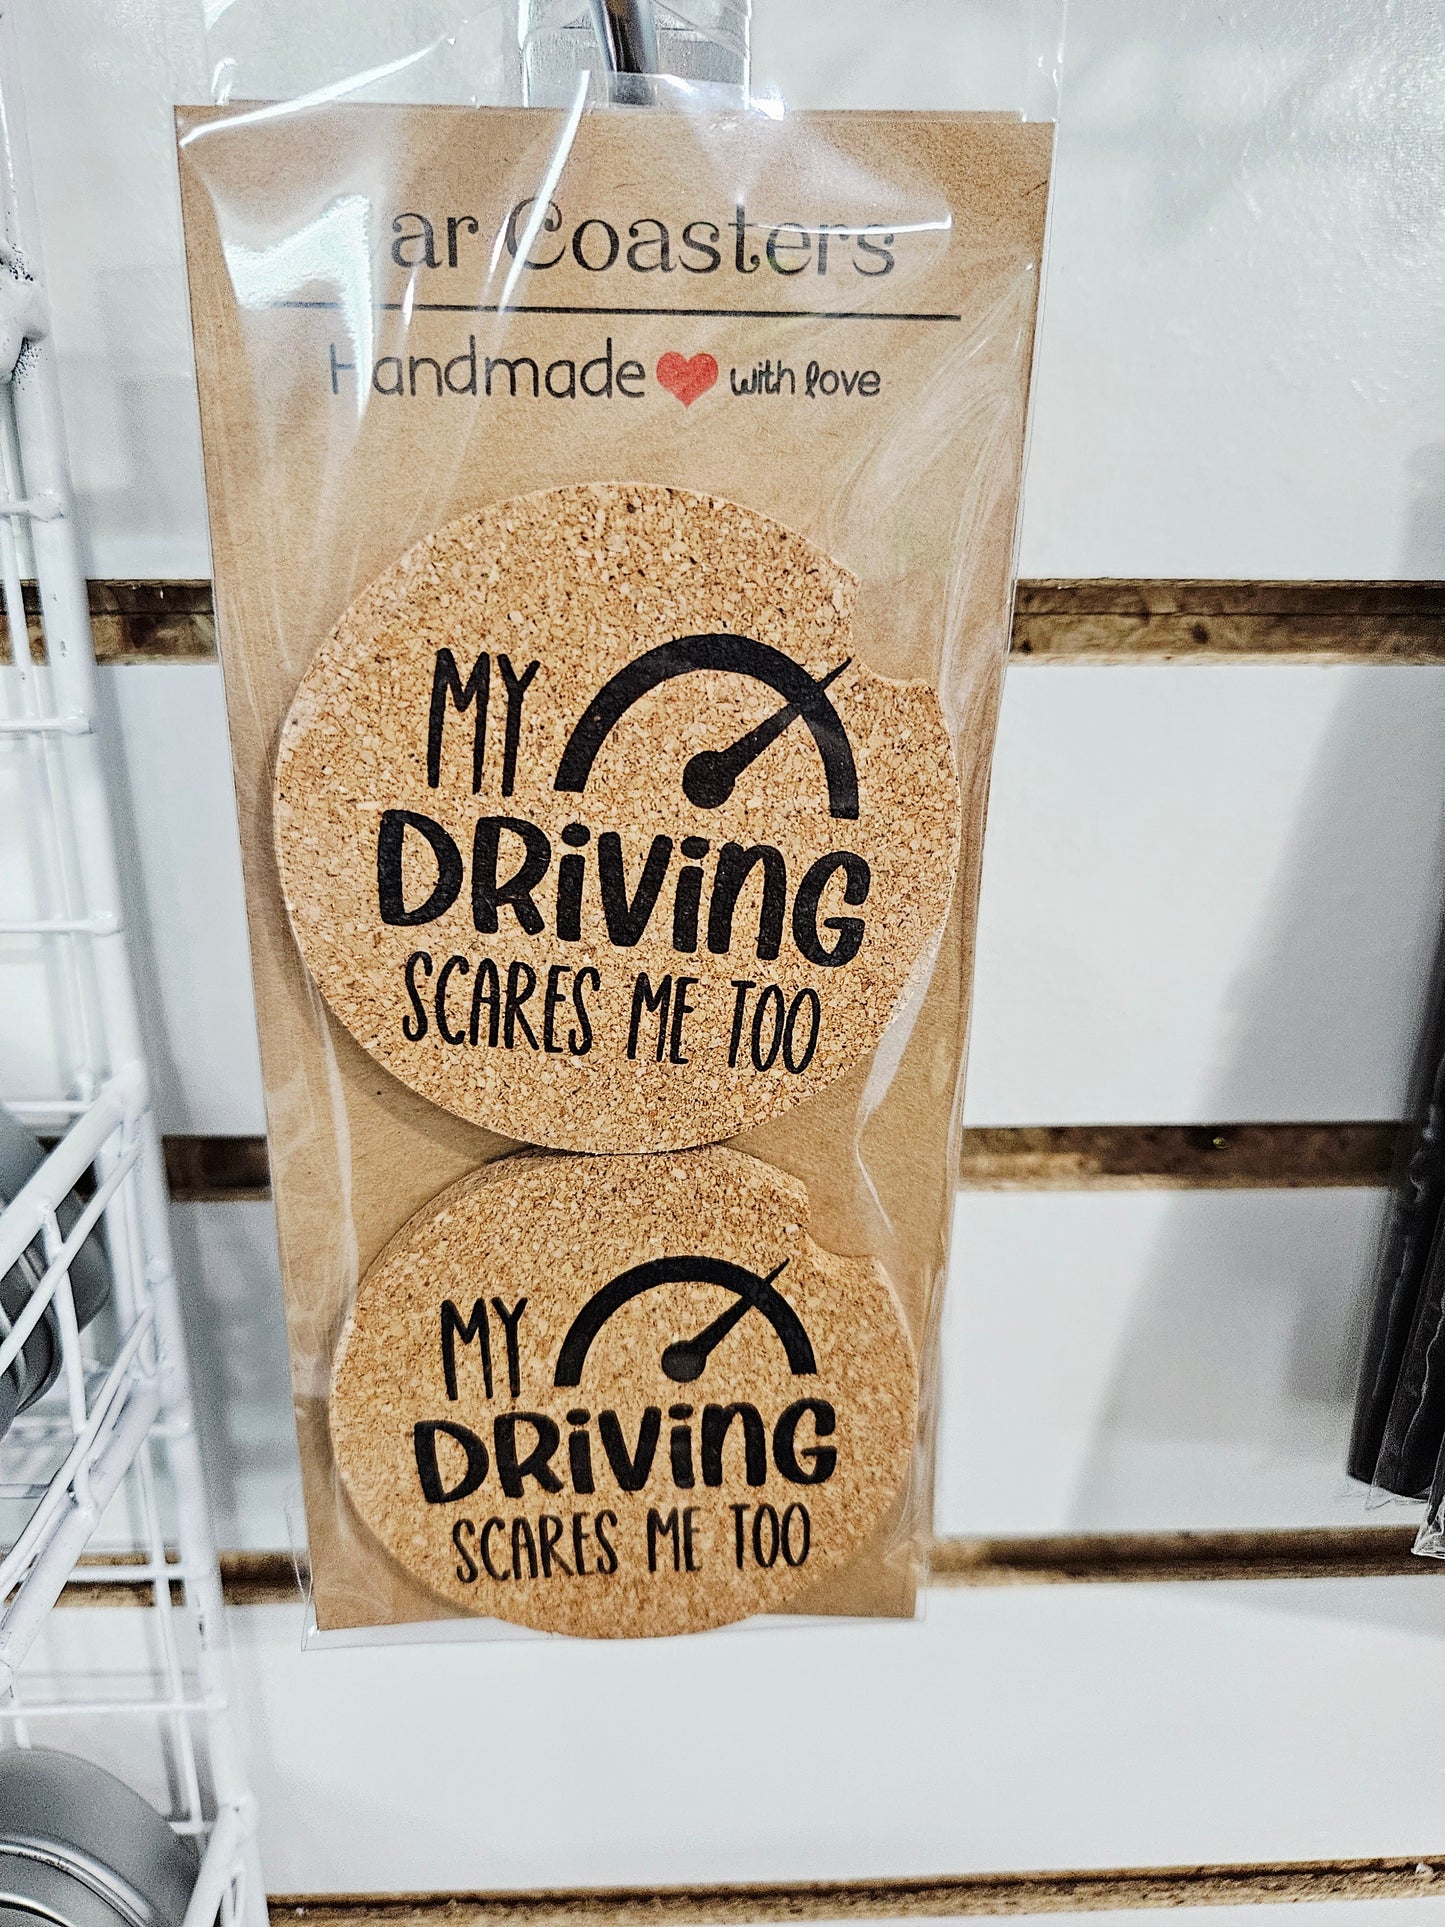 ar Coasters
Handmade with love
MY
DRiViNG
SCARES ME TOO
MY
DRiViNG
SCARES ME TOO